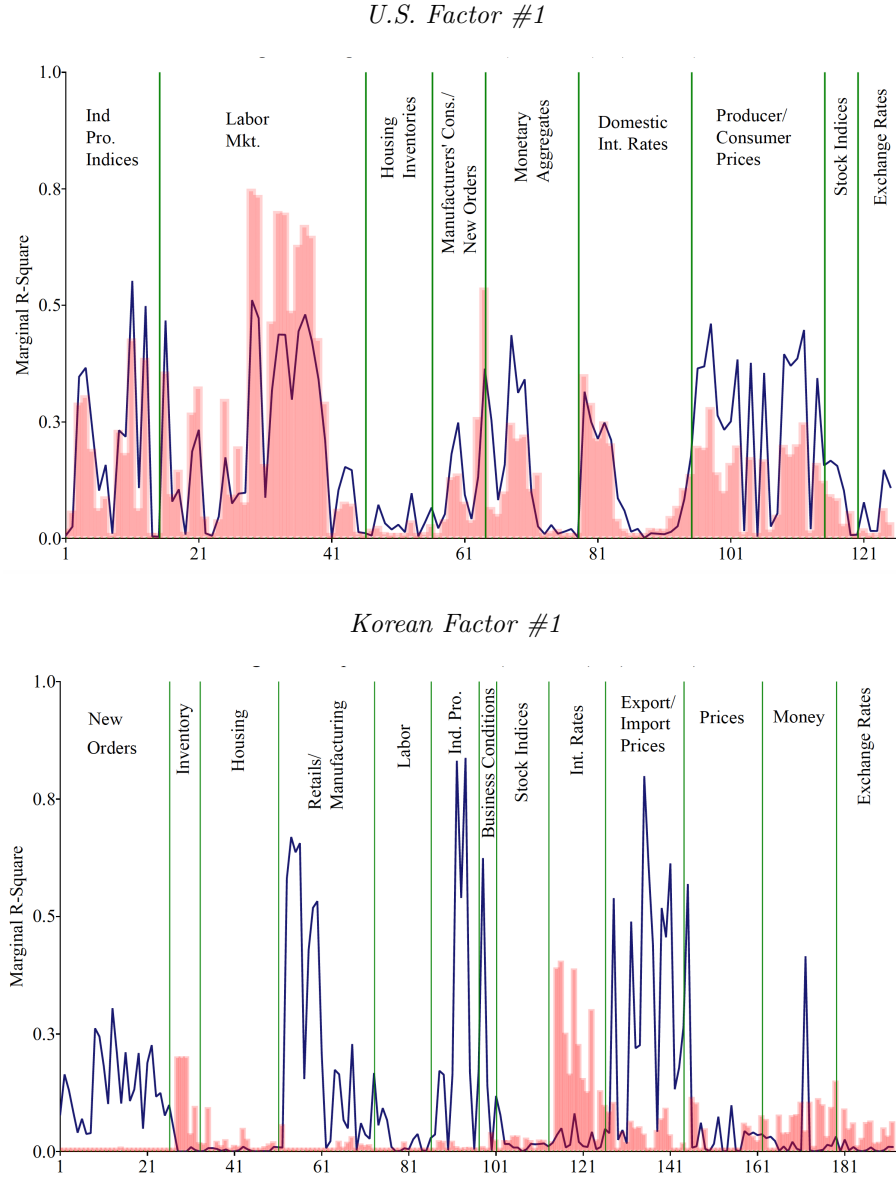 U.S. Factor #1
1.0
0.8
0.5
0.3
0.0
Marginal R-Square
Ind
Pro.
Indices
Labor
Mkt.
Housing
Inventories
Manufacturers' Cons./
New Orders
Monetary
Aggregates
Domestic
Int. Rates
Producer/
Consumer
Prices
Stock Indices
Exchange Rates
1 21 41 61 81 101 121
Korean Factor #1
1.0
0.8
0.5
0.3
0.0
Marginal R-Square
New
Orders
Inventory
Housing
Retails/
Manufacturing
Labor
Ind. Pro.
Business Conditions
Stock Indices
Int. Rates
Export/
Import
Prices
Prices
Money
Exchange Rates
1 21 41 61 81 101 121 141 161 181